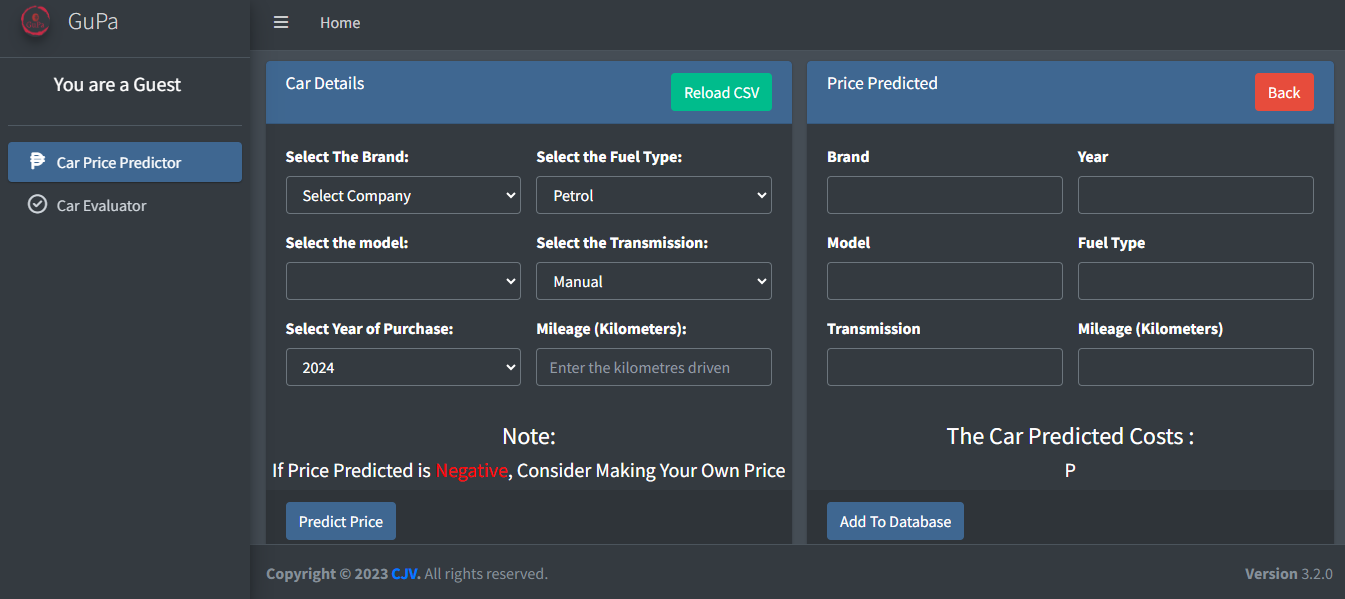 GuPa
Home
You are a Guest
Car Price Predictor
Car Evaluator
Car Details
Reload CSV
Select The Brand:
Select the Fuel Type:
Select Company
Petrol
Select the model:
Select the Transmission:
Manual
Select Year of Purchase:
Mileage (Kilometers):
2024
Enter the kilometres driven
Note:
If Price Predicted is Negative, Consider Making Your Own Price
Predict Price
Price Predicted
Back
Brand
Year
Model
Fuel Type
Transmission
Mileage (Kilometers)
The Car Predicted Costs :
P
Add To Database
Copyright © 2023 CJV. All rights reserved.
Version 3.2.0